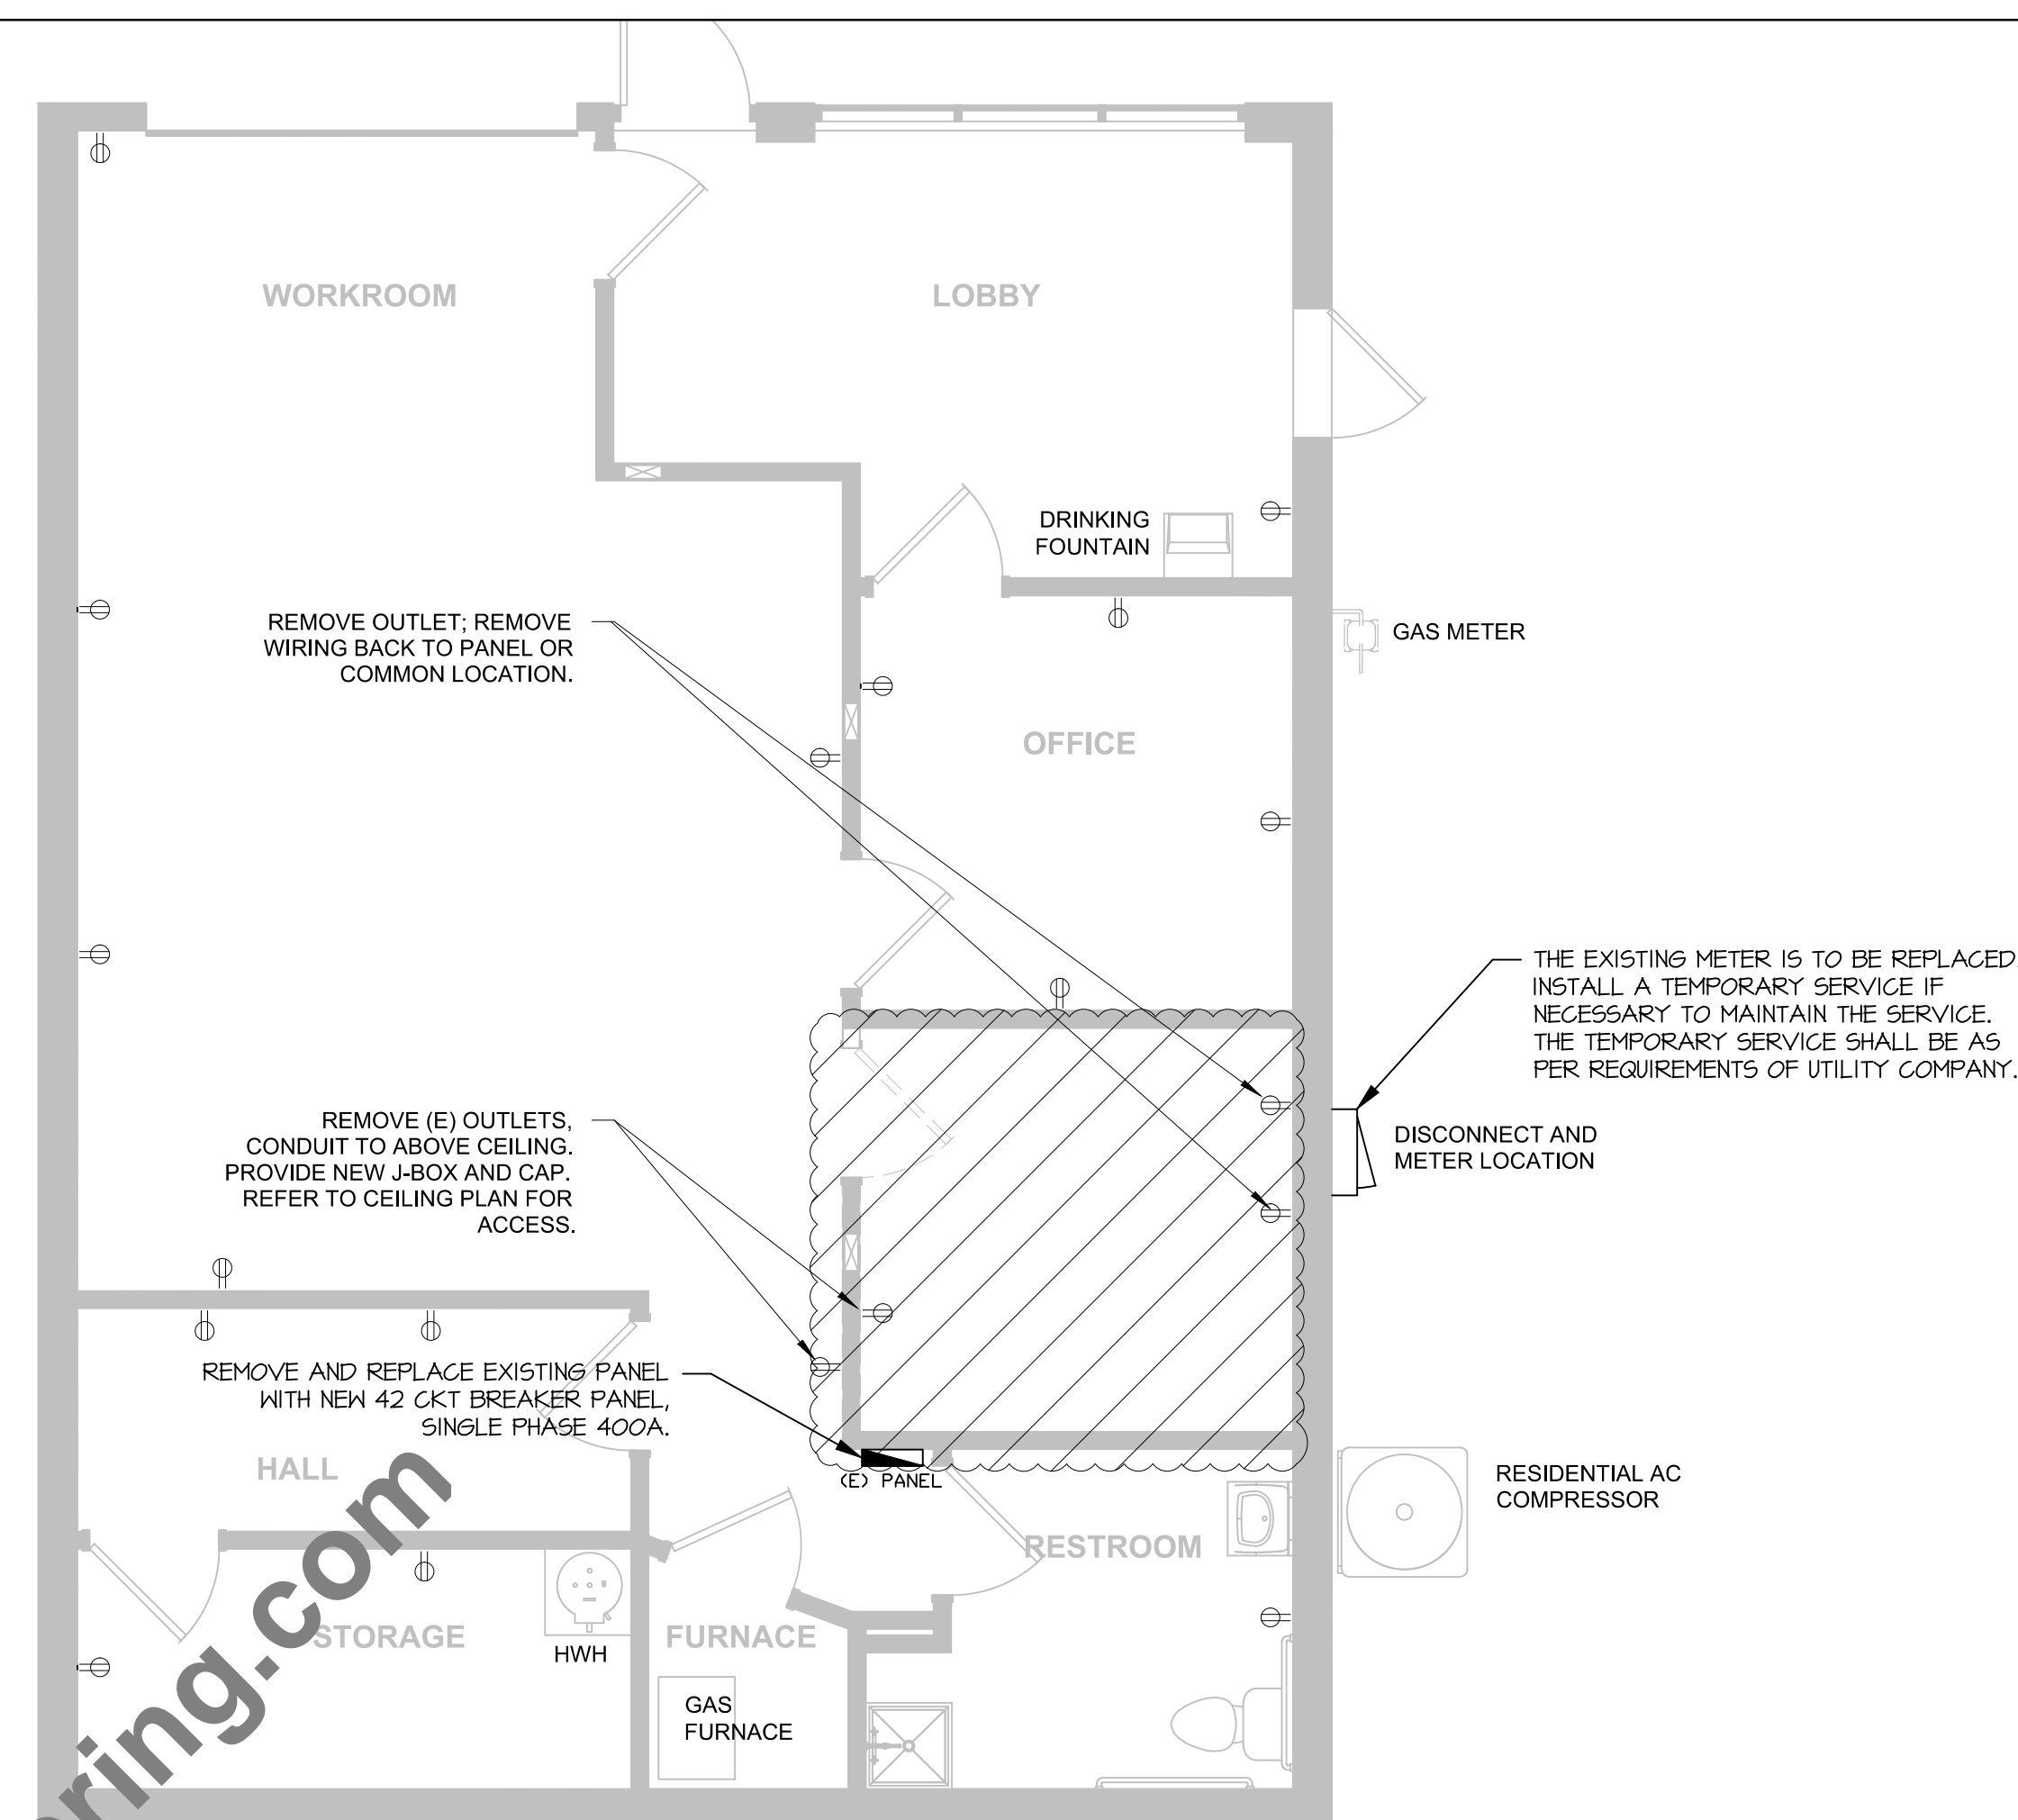 WORKROOM
LOBBY
DRINKING
FOUNTAIN
REMOVE OUTLET; REMOVE
WIRING BACK TO PANEL OR
COMMON LOCATION.
GAS METER
OFFICE
THE EXISTING METER IS TO BE REPLACED.
INSTALL A TEMPORARY SERVICE IF
NECESSARY TO MAINTAIN THE SERVICE.
THE TEMPORARY SERVICE SHALL BE AS
PER REQUIREMENTS OF UTILITY COMPANY.
REMOVE (E) OUTLETS,
CONDUIT TO ABOVE CEILING.
PROVIDE NEW J-BOX AND CAP.
REFER TO CEILING PLAN FOR
ACCESS.
DISCONNECT AND
METER LOCATION
REMOVE AND REPLACE EXISTING PANEL
WITH NEW 42 CKT BREAKER PANEL,
SINGLE PHASE 400A.
HALL
(E) PANEL
RESIDENTIAL AC
COMPRESSOR
RESTROOM
STORAGE
HWH
FURNACE
GAS
FURNACE
ring.com